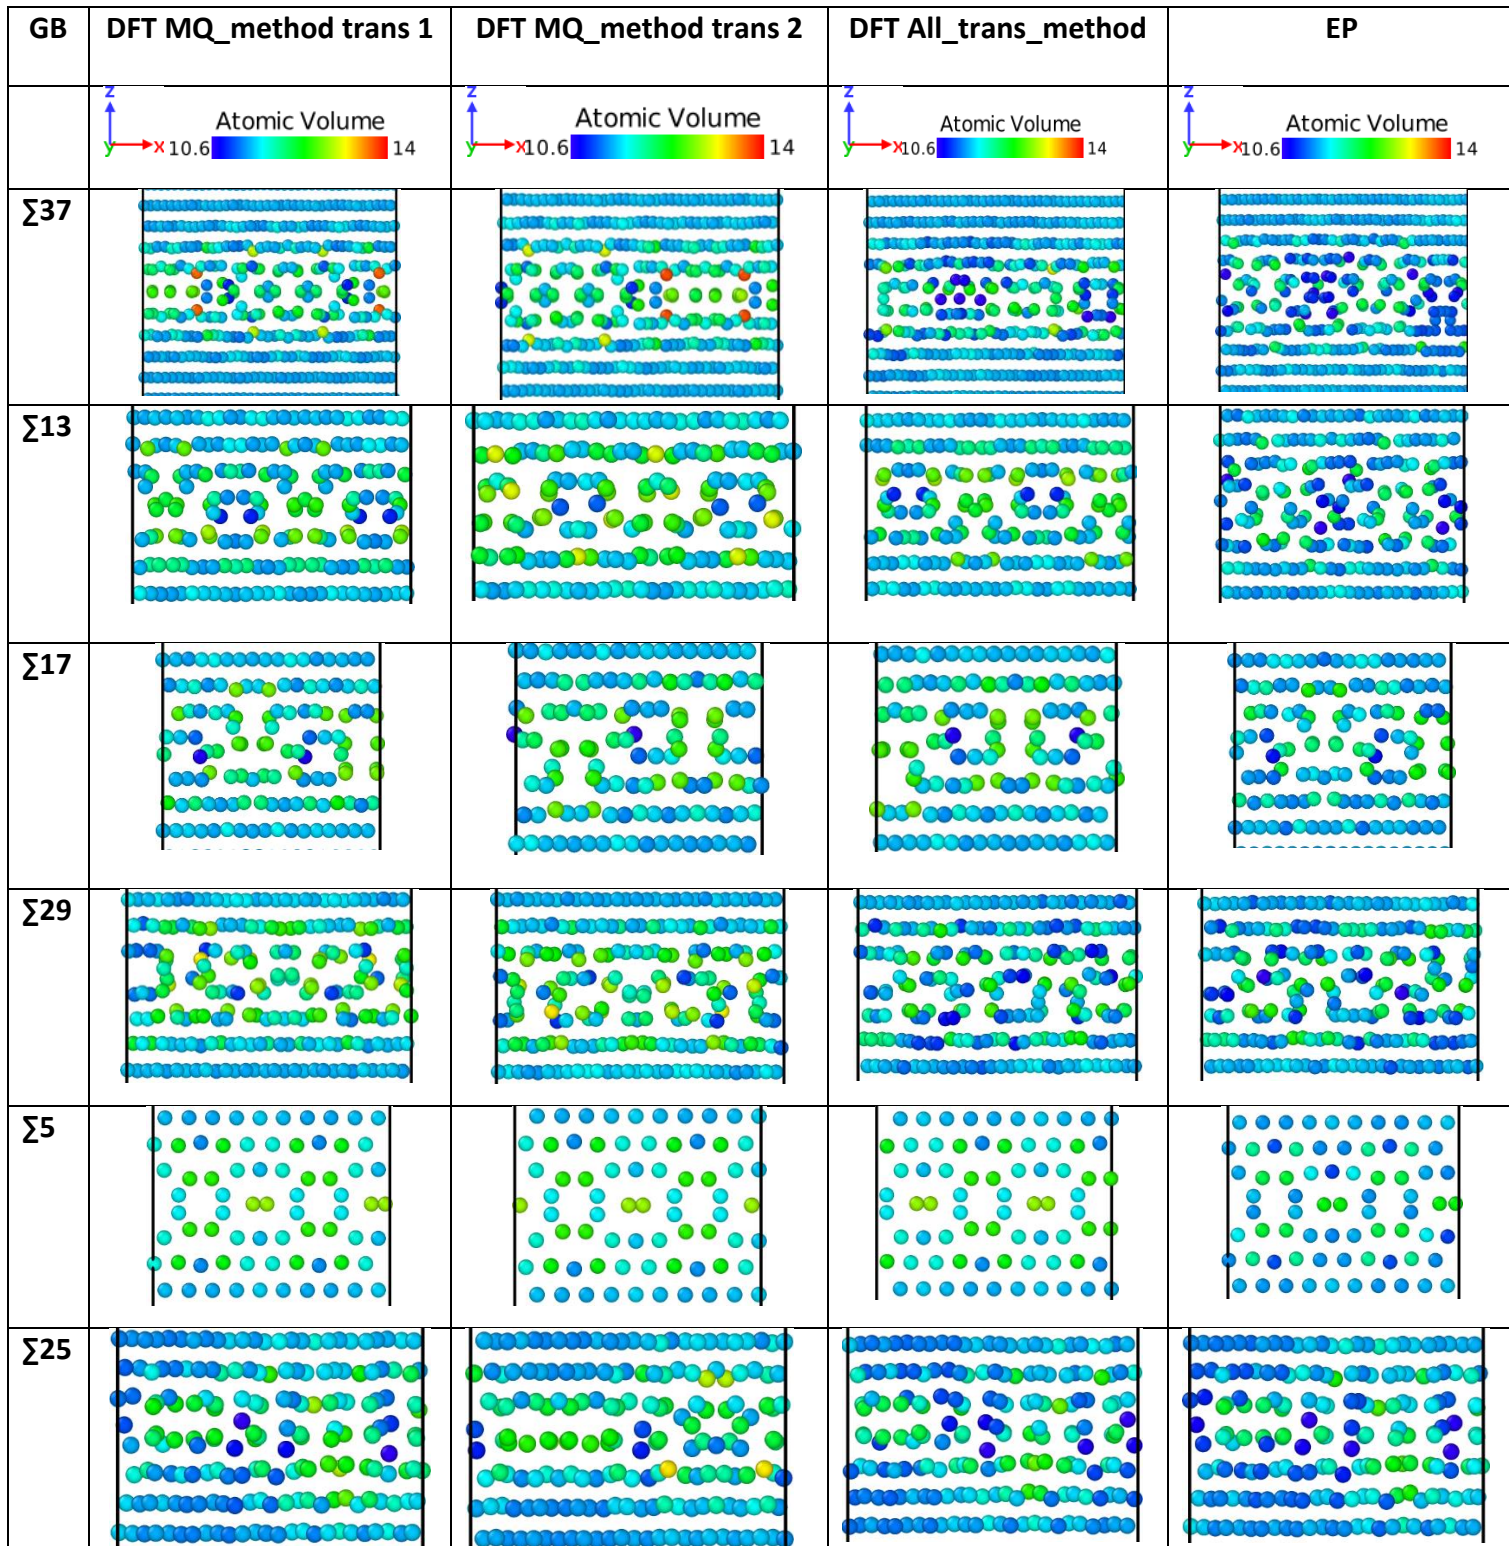 GB DFT MQ_method trans 1 DFT MQ_method trans 2 DFT All_trans_method EP
z z z z
Atomic Volume Atomic Volume Atomic Volume Atomic Volume
y x 10.6 14 y x 10.6 14 y x 10.6 14 y x 10.6 14
∑37
∑13
∑17
∑29
∑5
∑25